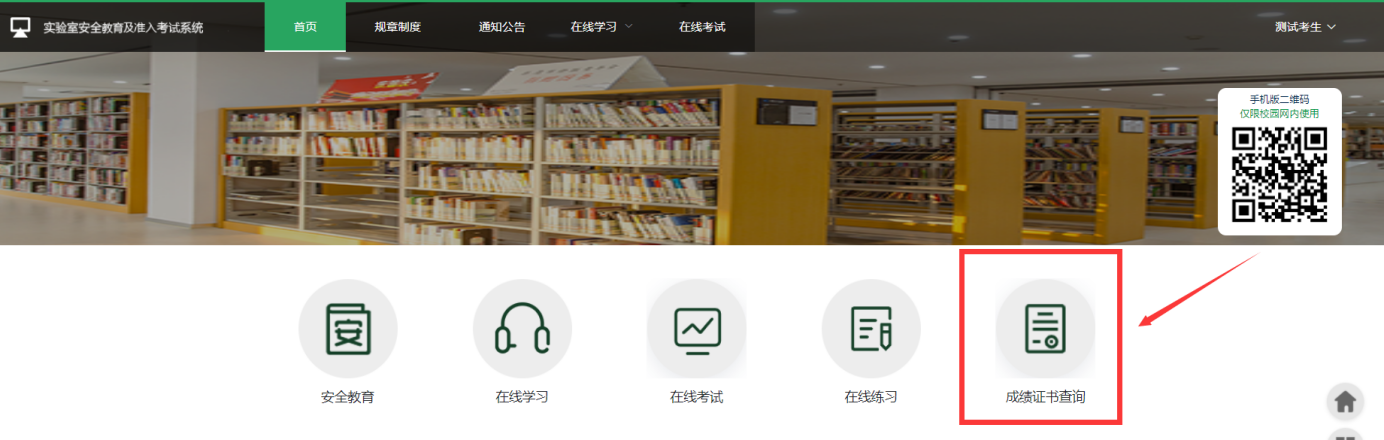 实验室安全教育及准入考试系统
首页
规章制度
通知公告
在线学习
在线考试
测试考生
手机版二维码
仅限校园网内使用
安全教育
在线学习
在线考试
在线练习
成绩证书查询